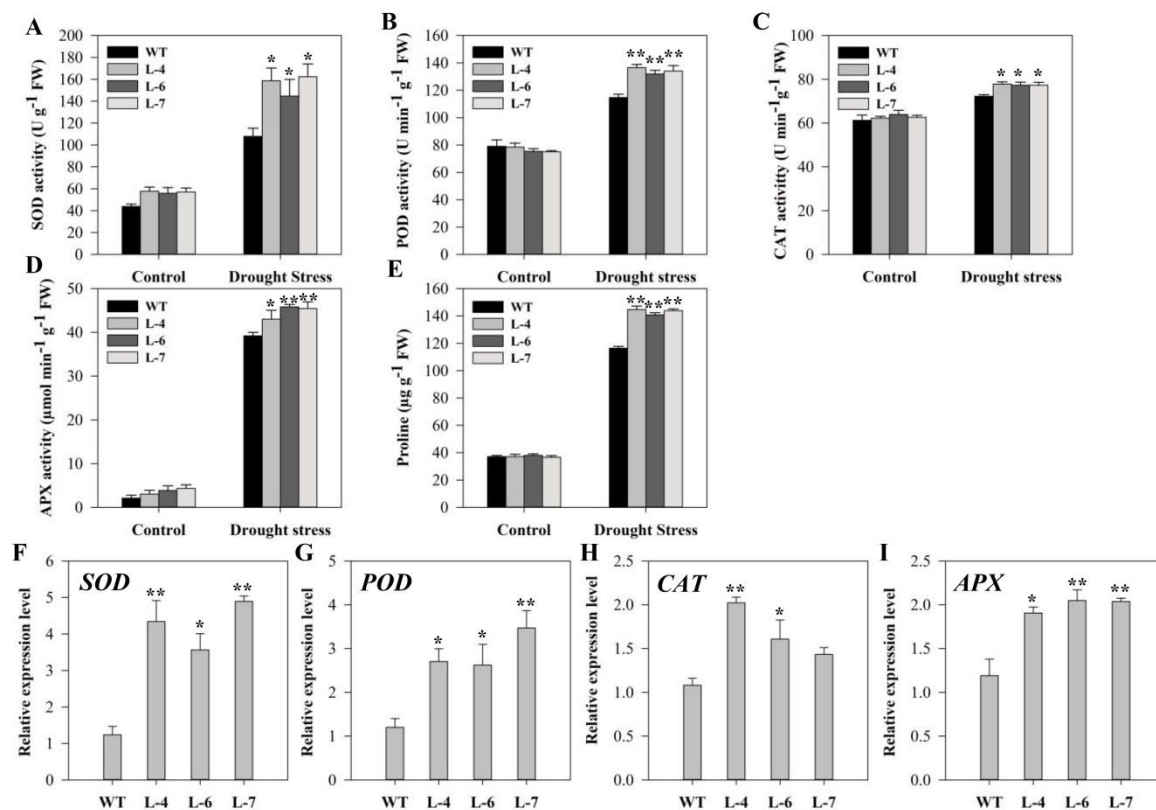 A
SOD activity (U g-1 FW)
200
180
160
140
120
100
80
60
40
20
0
WT
L-4
L-6
L-7
*
*
*
Control
Drought Stress
B
POD activity (U min-1 g-1 FW)
160
140
120
100
80
60
40
20
0
WT
L-4
L-6
L-7
** ** **
Control
Drought Stress
C
CAT activitty (U min-1g-1 FW)
100
80
60
40
20
0
WT
L-4
L-6
L-7
* * *
Control
Drought stress
D
APX activity (µmol min-1 g-1 FW)
50
40
30
20
10
0
WT
L-4
L-6
L-7
* ** **
Control
Drought stress
E
Proline (µg g-1 FW)
160
140
120
100
80
60
40
20
0
WT
L-4
L-6
L-7
** ** **
Control
Drought Stress
F
SOD
Relative expression level
6
5
4
3
2
1
0
** * **
WT L-4 L-6 L-7
G
POD
Relative expression level
5
4
3
2
1
0
* * **
WT L-4 L-6 L-7
H
CAT
Relative expression level
2.5
2.0
1.5
1.0
0.5
0.0
** *
WT L-4 L-6 L-7
I
APX
Relative expression level
2.5
2.0
1.5
1.0
0.5
0.0
* ** **
WT L-4 L-6 L-7